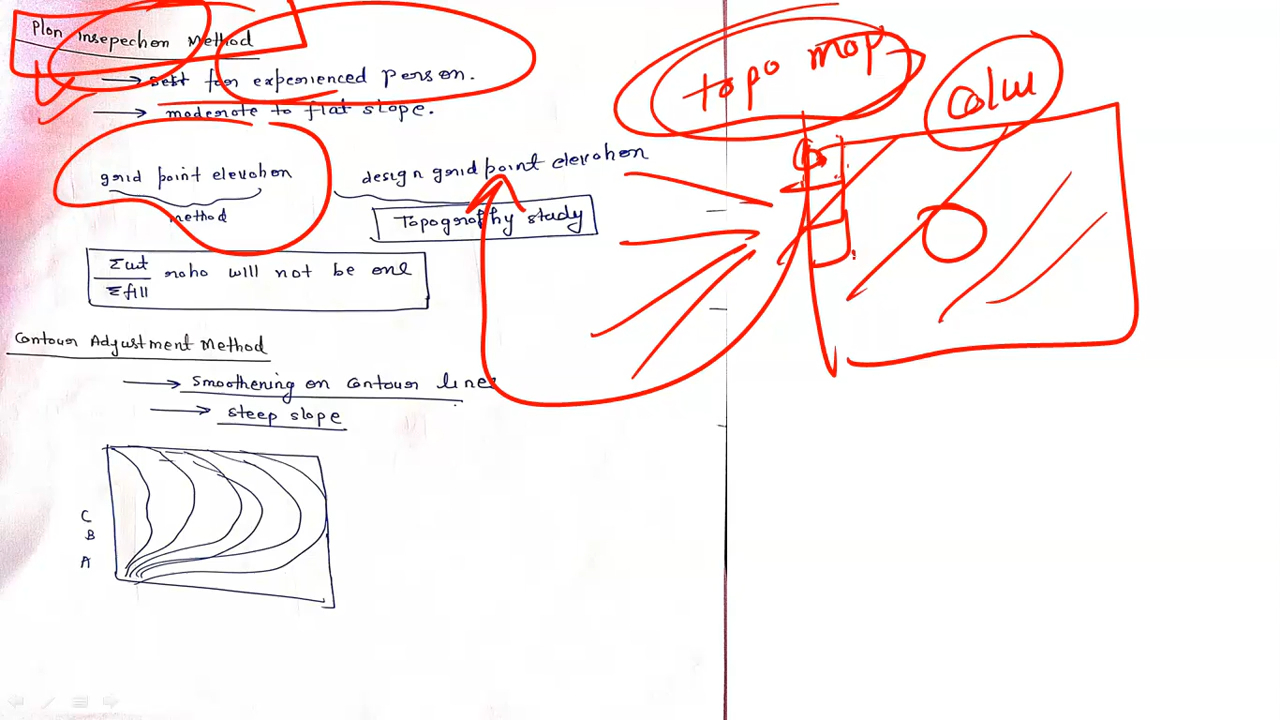 Plan Insepection Method
→ best for experienced person.
→ moderate to flat slope.
grid point elevation
method
design grid point elevation
Topography study
Σcut
Σfill
ratio will not be one
Contour Adjustment Method
→ smoothening on contour lines
→ steep slope
C
B
A
topo map